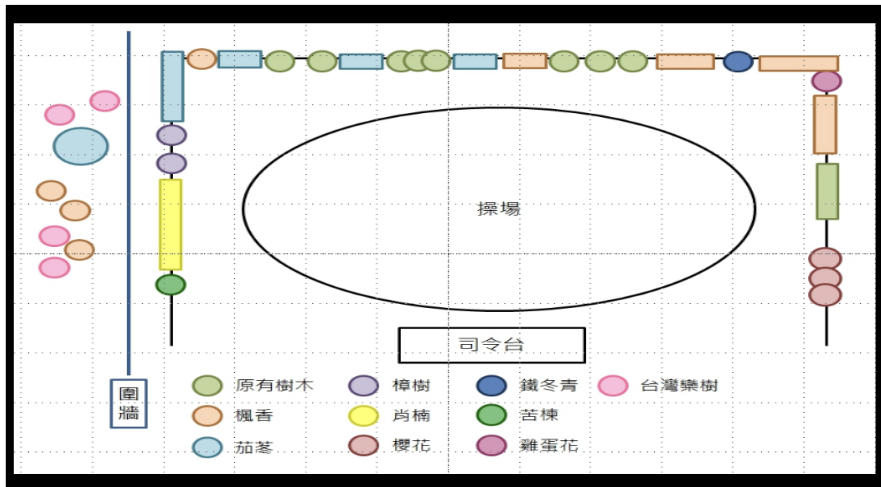 操場
司令台
圍牆
原有樹木 樟樹 鐵冬青 台灣欒樹
楓香 肖楠 苦楝
茄苳 櫻花 雞蛋花